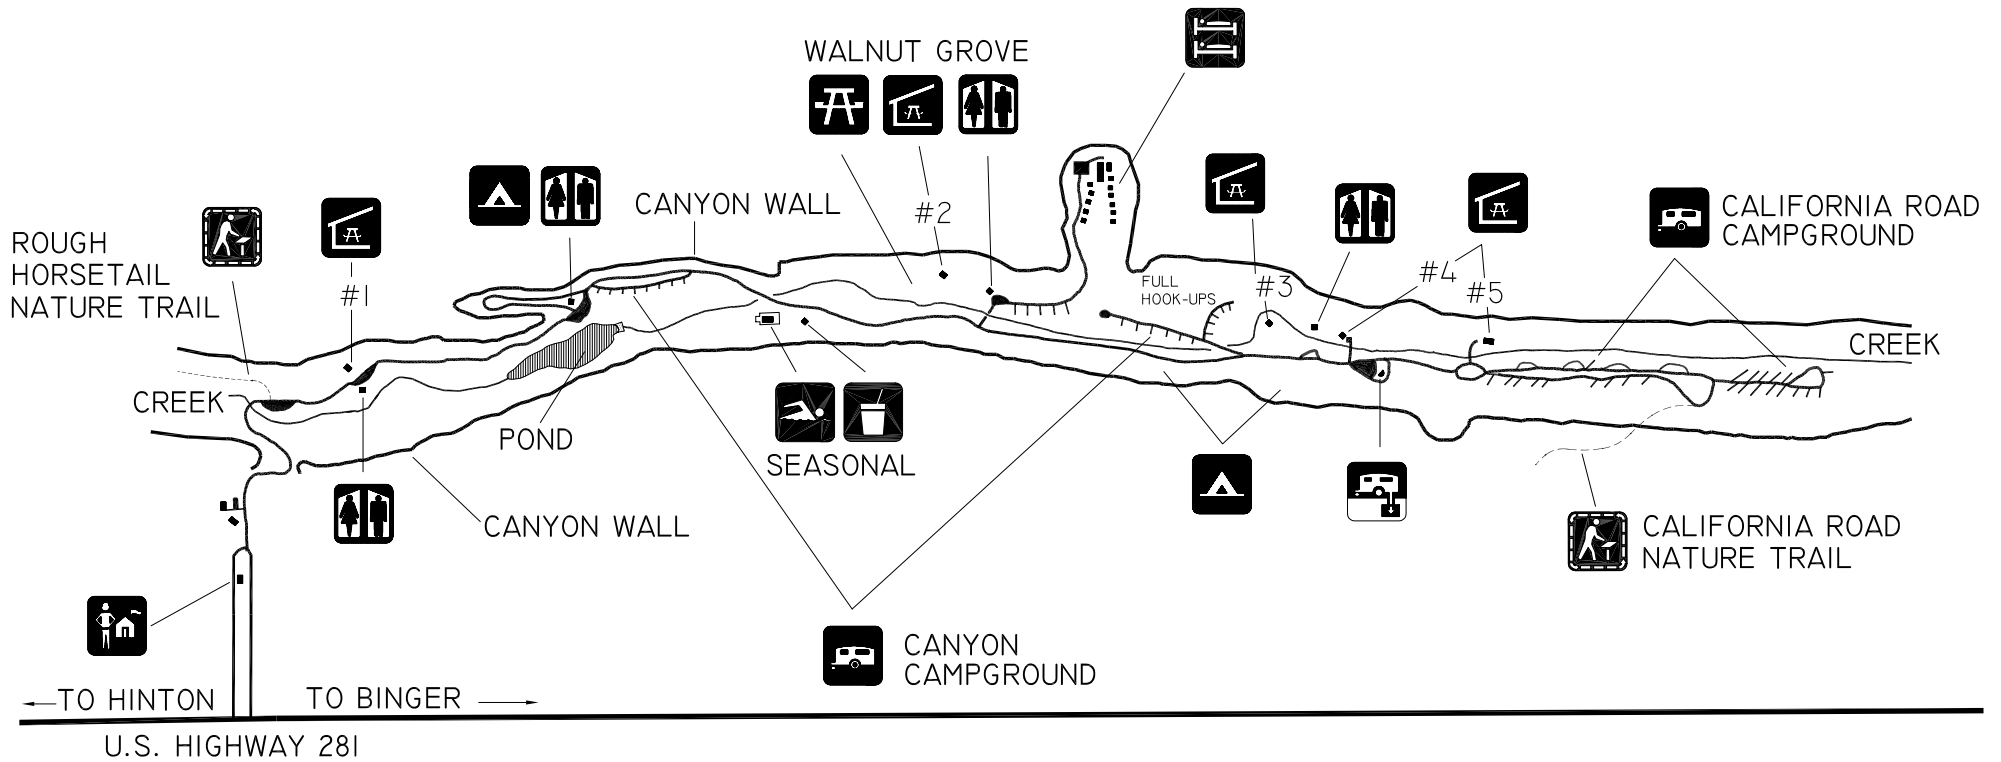 WALNUT GROVE
CANYON WALL
#2
ROUGH
HORSETAIL
NATURE TRAIL
#1
FULL
HOOK-UPS
#3
#4
#5
CALIFORNIA ROAD
CAMPGROUND
CREEK
CREEK
POND
SEASONAL
CANYON WALL
CALIFORNIA ROAD
NATURE TRAIL
CANYON
CAMPGROUND
TO HINTON
TO BINGER
U.S. HIGHWAY 281